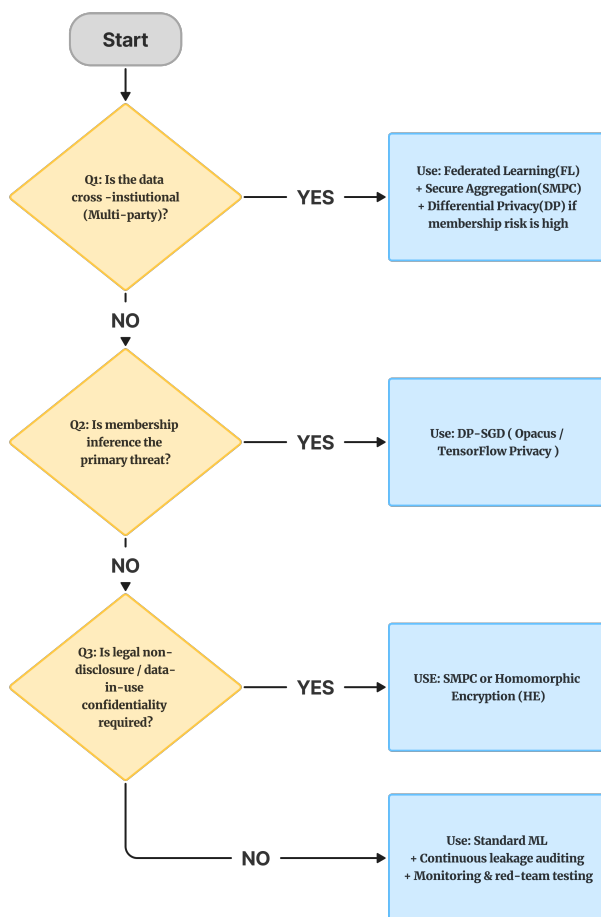 Start
Q1: Is the data
cross -instiutional
(Multi-party)?
YES
Use: Federated Learning(FL)
+ Secure Aggregation(SMPC)
+ Differential Privacy(DP) if
membership risk is high
NO
Q2: Is membership
inference the
primary threat?
YES
Use: DP-SGD ( Opacus /
TensorFlow Privacy )
NO
Q3: Is legal non-
disclosure / data-
in-use
confidentiality
required?
YES
USE: SMPC or Homomorphic
Encryption (HE)
NO
Use: Standard ML
+ Continuous leakage auditing
+ Monitoring & red-team testing